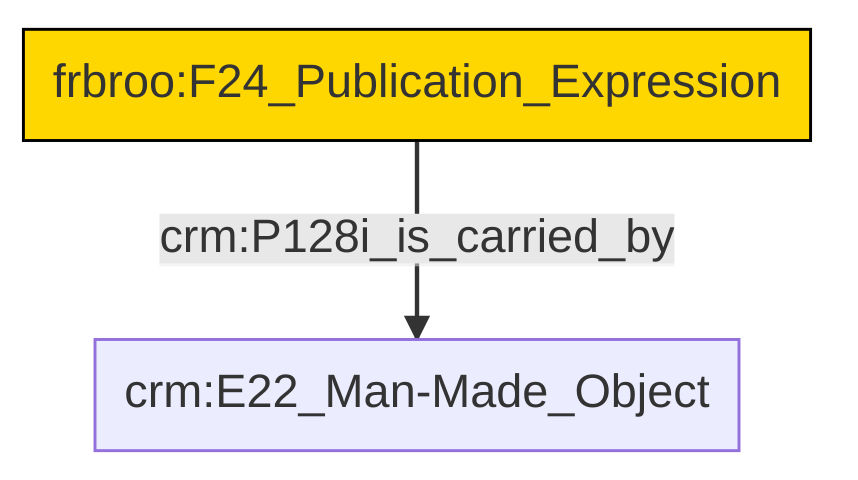 frbroo:F24_Publication_Expression
crm:P128i_is_carried_by
crm:E22_Man-Made_Object